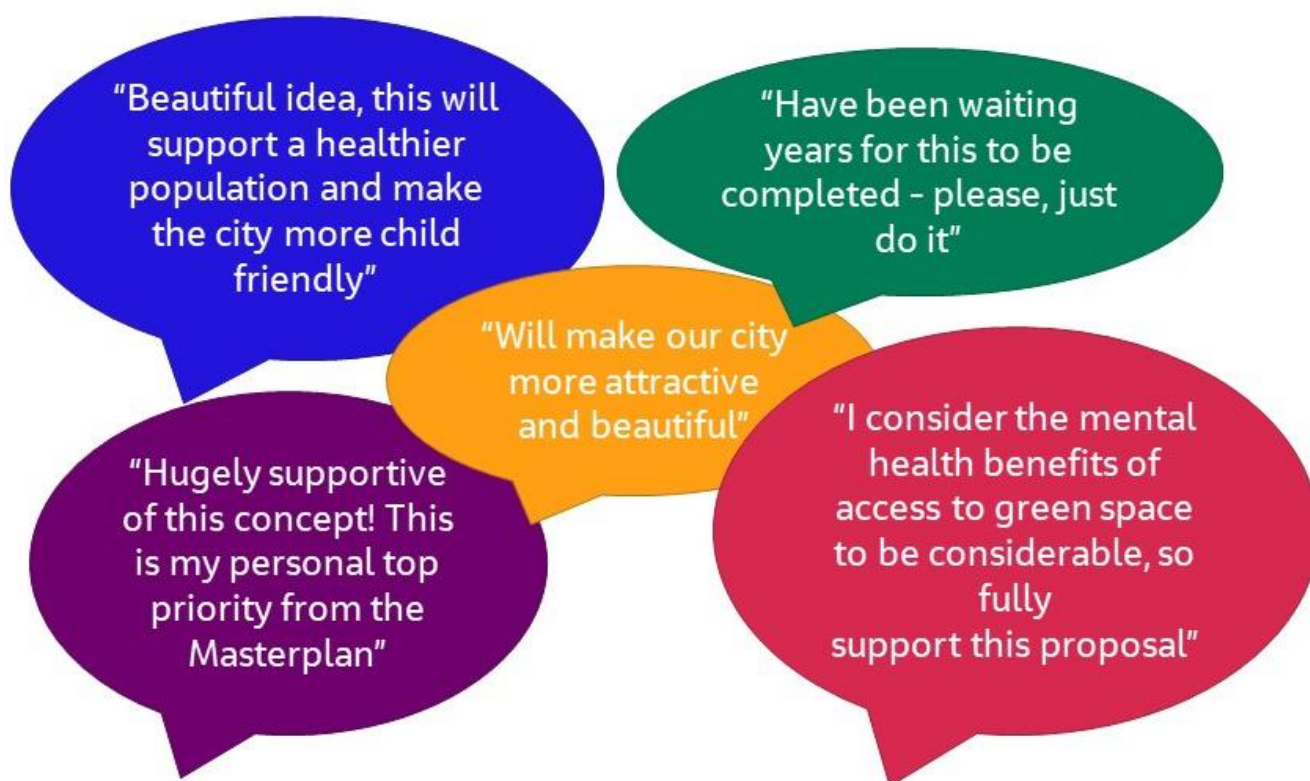 “Beautiful idea, this will
support a healthier
population and make
the city more child
friendly”
“Have been waiting
years for this to be
completed – please, just
do it”
“Will make our city
more attractive
and beautiful”
“Hugely supportive
of this concept! This
is my personal top
priority from the
Masterplan”
“I consider the mental
health benefits of
access to green space
to be considerable, so
fully
support this proposal”